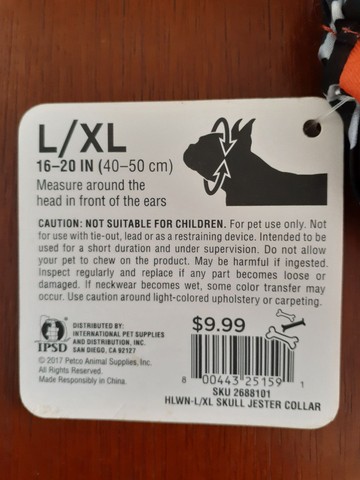 L/XL
16–20 IN (40–50 cm)
Measure around the
head in front of the ears
CAUTION: NOT SUITABLE FOR CHILDREN. For pet use only. Not
for use with tie-out, lead or as a restraining device. Intended to be
used for a short duration and under supervision. Do not allow
your pet to chew on the product. May be harmful if ingested.
Inspect regularly and replace if any part becomes loose or
damaged. If neckwear becomes wet, some color transfer may
occur. Use caution around light-colored upholstery or carpeting.
IPSD
DISTRIBUTED BY:
INTERNATIONAL PET SUPPLIES
AND DISTRIBUTION, INC.
SAN DIEGO, CA 92127
© 2017 Petco Animal Supplies, Inc.
All Rights Reserved.
Made Responsibly in China.
$9.99
8 00443 25159 1
SKU 2688101
HLWN-L/XL SKULL JESTER COLLAR